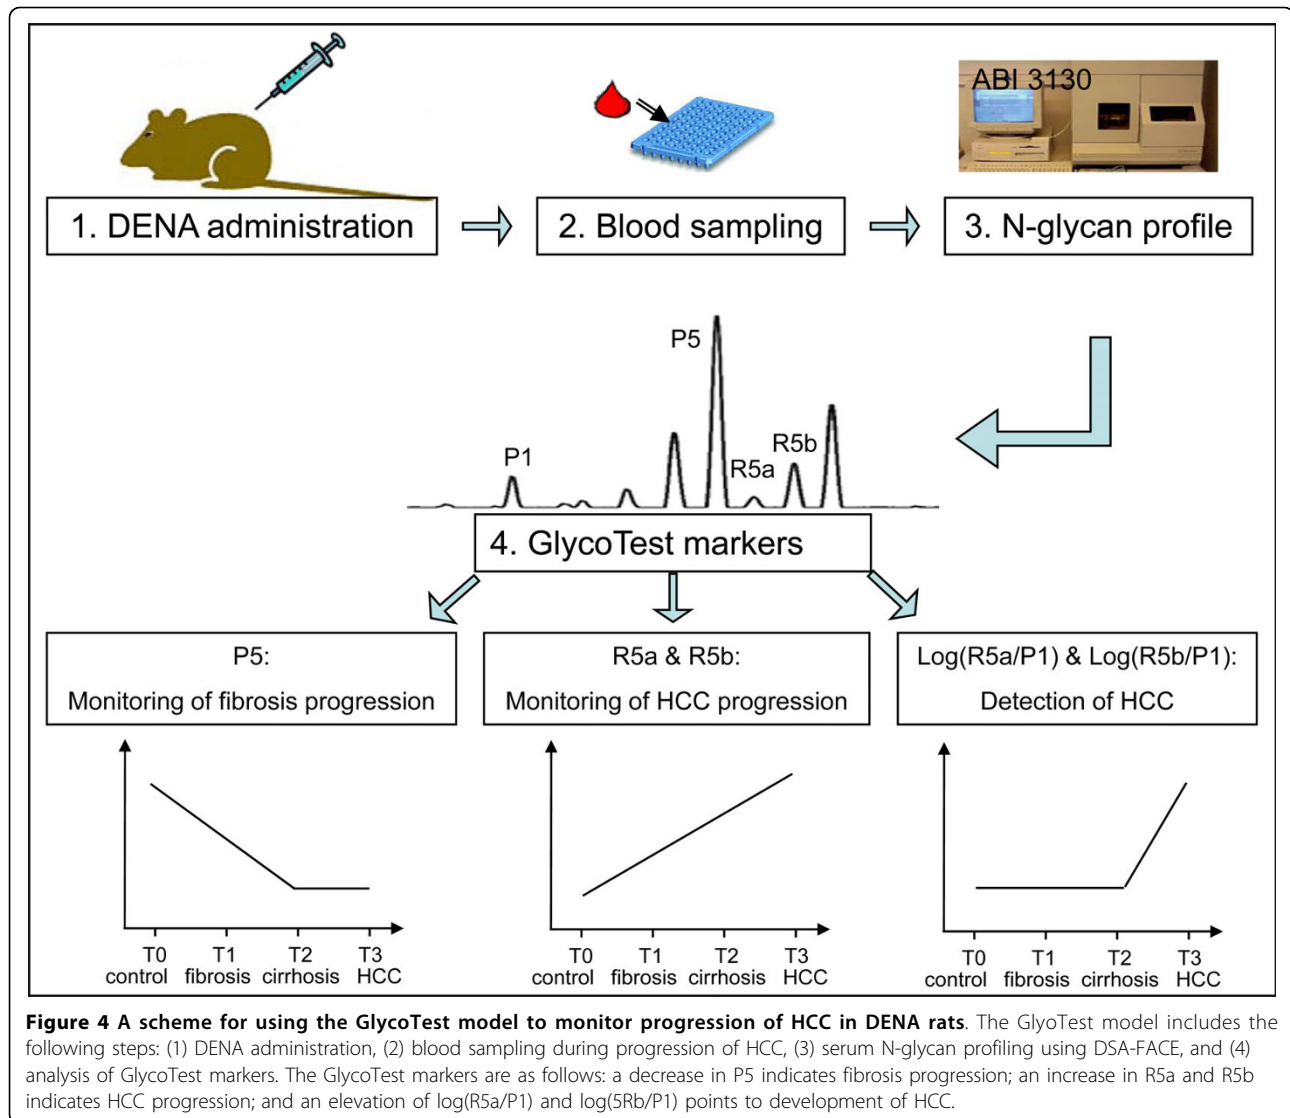 ABI 3130
1. DENA administration
2. Blood sampling
3. N-glycan profile
P5
P1
R5a
R5b
4. GlycoTest markers
P5:
Monitoring of fibrosis progression
R5a & R5b:
Monitoring of HCC progression
Log(R5a/P1) & Log(R5b/P1):
Detection of HCC
T0 T1 T2 T3
control fibrosis cirrhosis HCC
T0 T1 T2 T3
control fibrosis cirrhosis HCC
T0 T1 T2 T3
control fibrosis cirrhosis HCC
Figure 4 A scheme for using the GlycoTest model to monitor progression of HCC in DENA rats. The GlyoTest model includes the
following steps: (1) DENA administration, (2) blood sampling during progression of HCC, (3) serum N-glycan profiling using DSA-FACE, and (4)
analysis of GlycoTest markers. The GlycoTest markers are as follows: a decrease in P5 indicates fibrosis progression; an increase in R5a and R5b
indicates HCC progression; and an elevation of log(R5a/P1) and log(5Rb/P1) points to development of HCC.